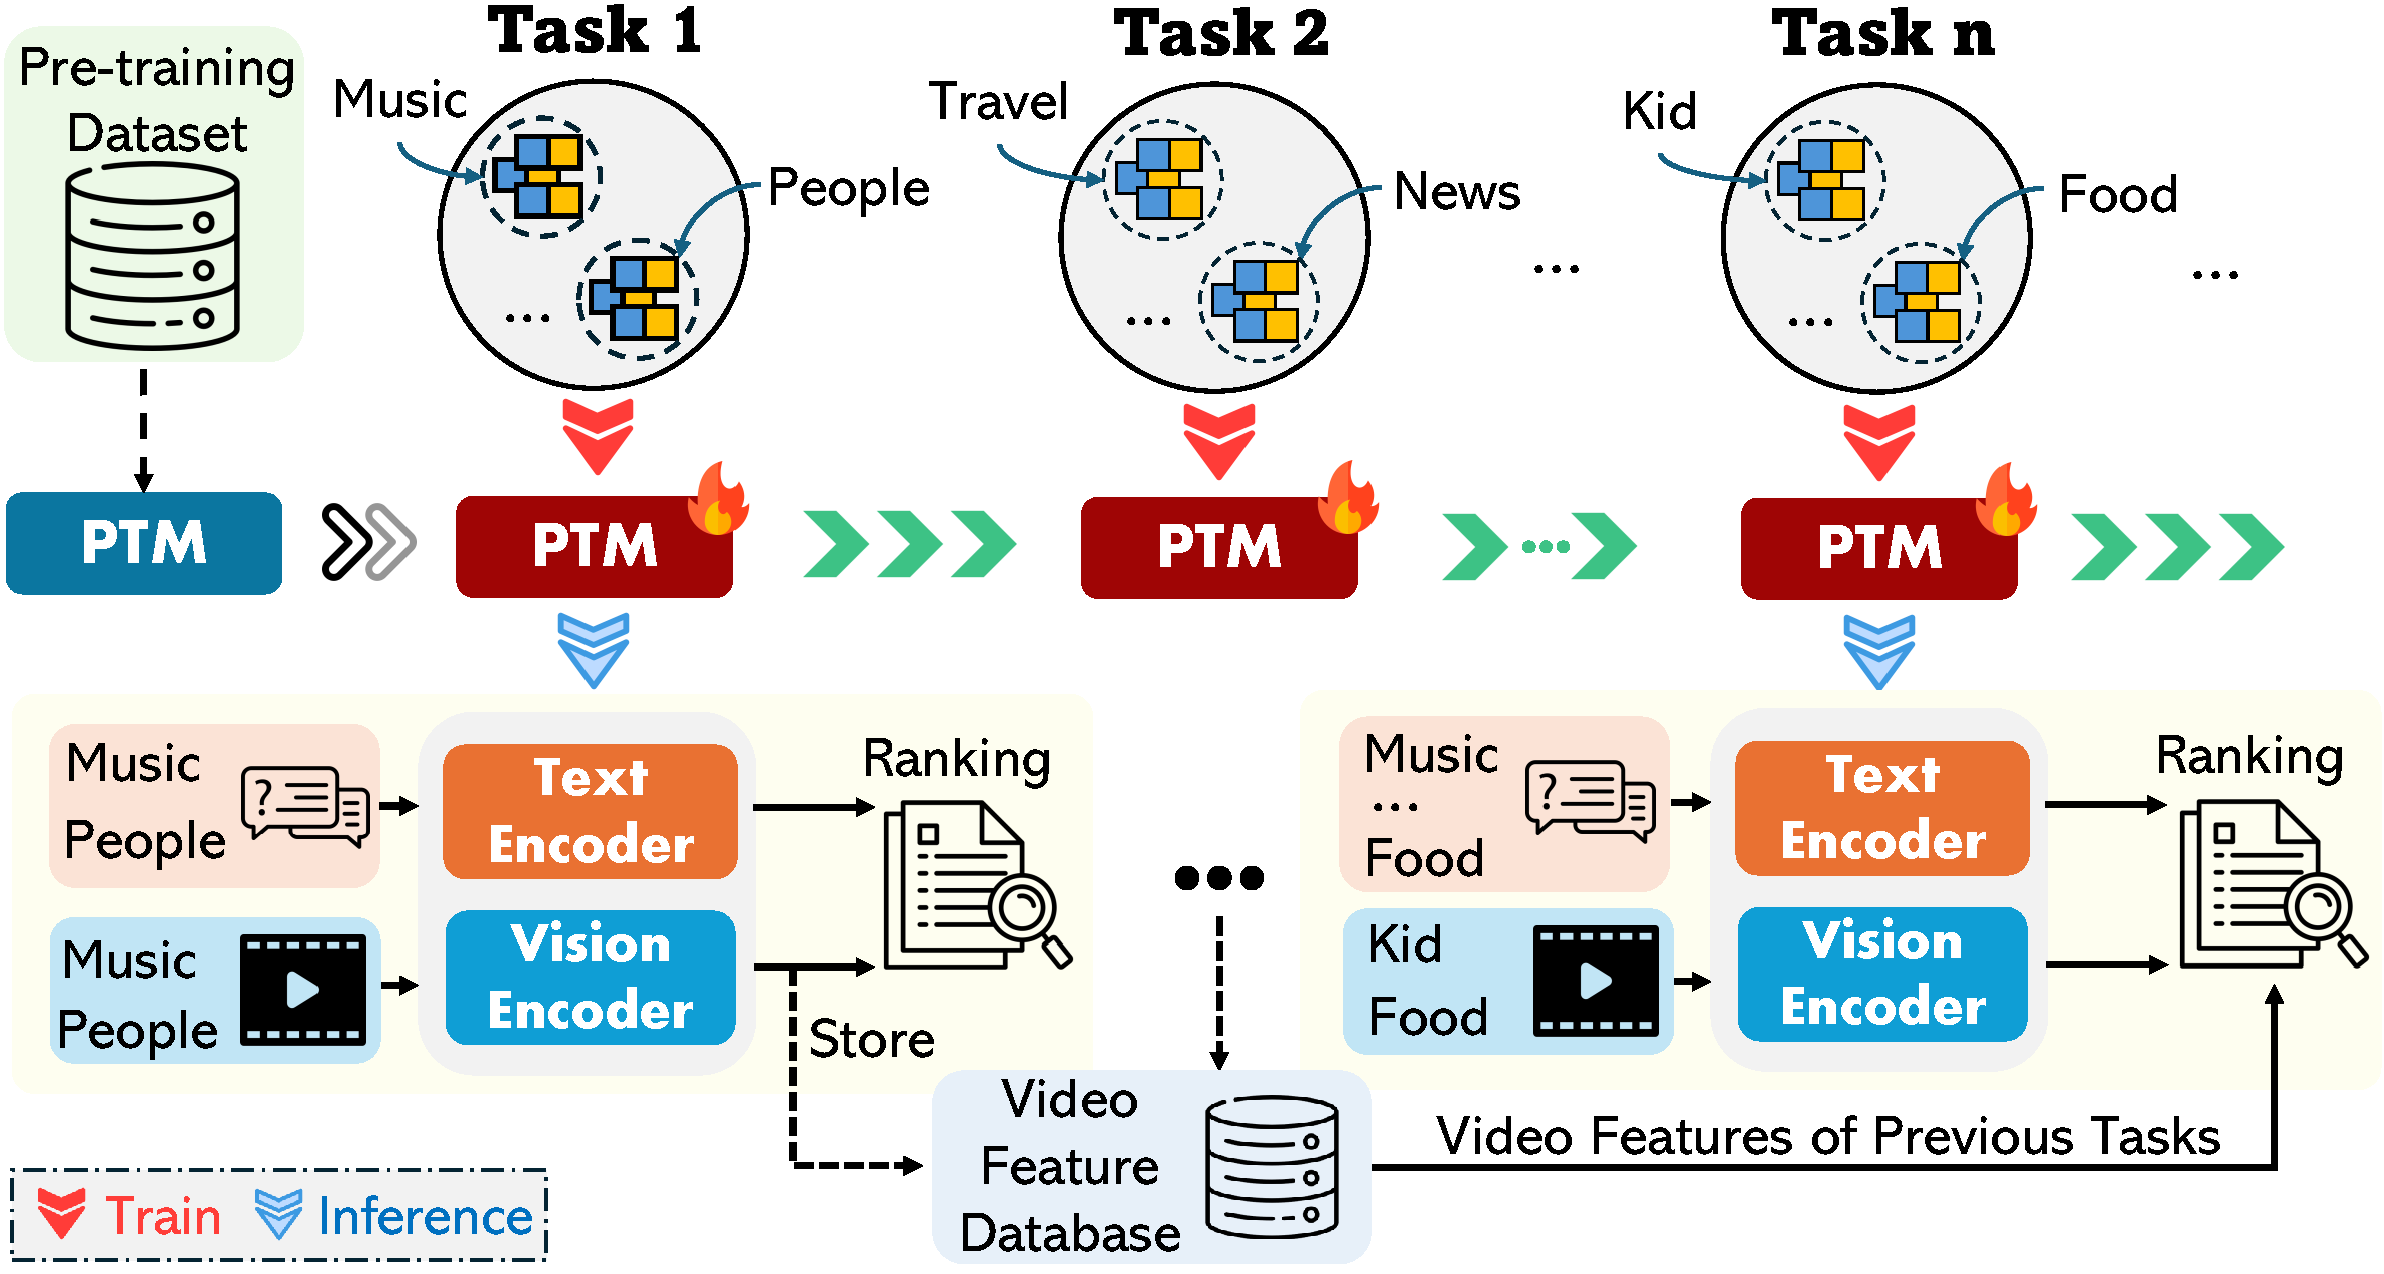 Task 1
Task 2
Task n
Pre-training
Dataset
Music
People
...
Travel
News
...
...
Kid
Food
...
...
PTM
PTM
PTM
PTM
Music
People
?
Text
Encoder
Ranking
Music
People
Vision
Encoder
Store
...
Music
...
Food
?
Text
Encoder
Ranking
Kid
Food
Vision
Encoder
Video
Feature
Database
Video Features of Previous Tasks
Train
Inference